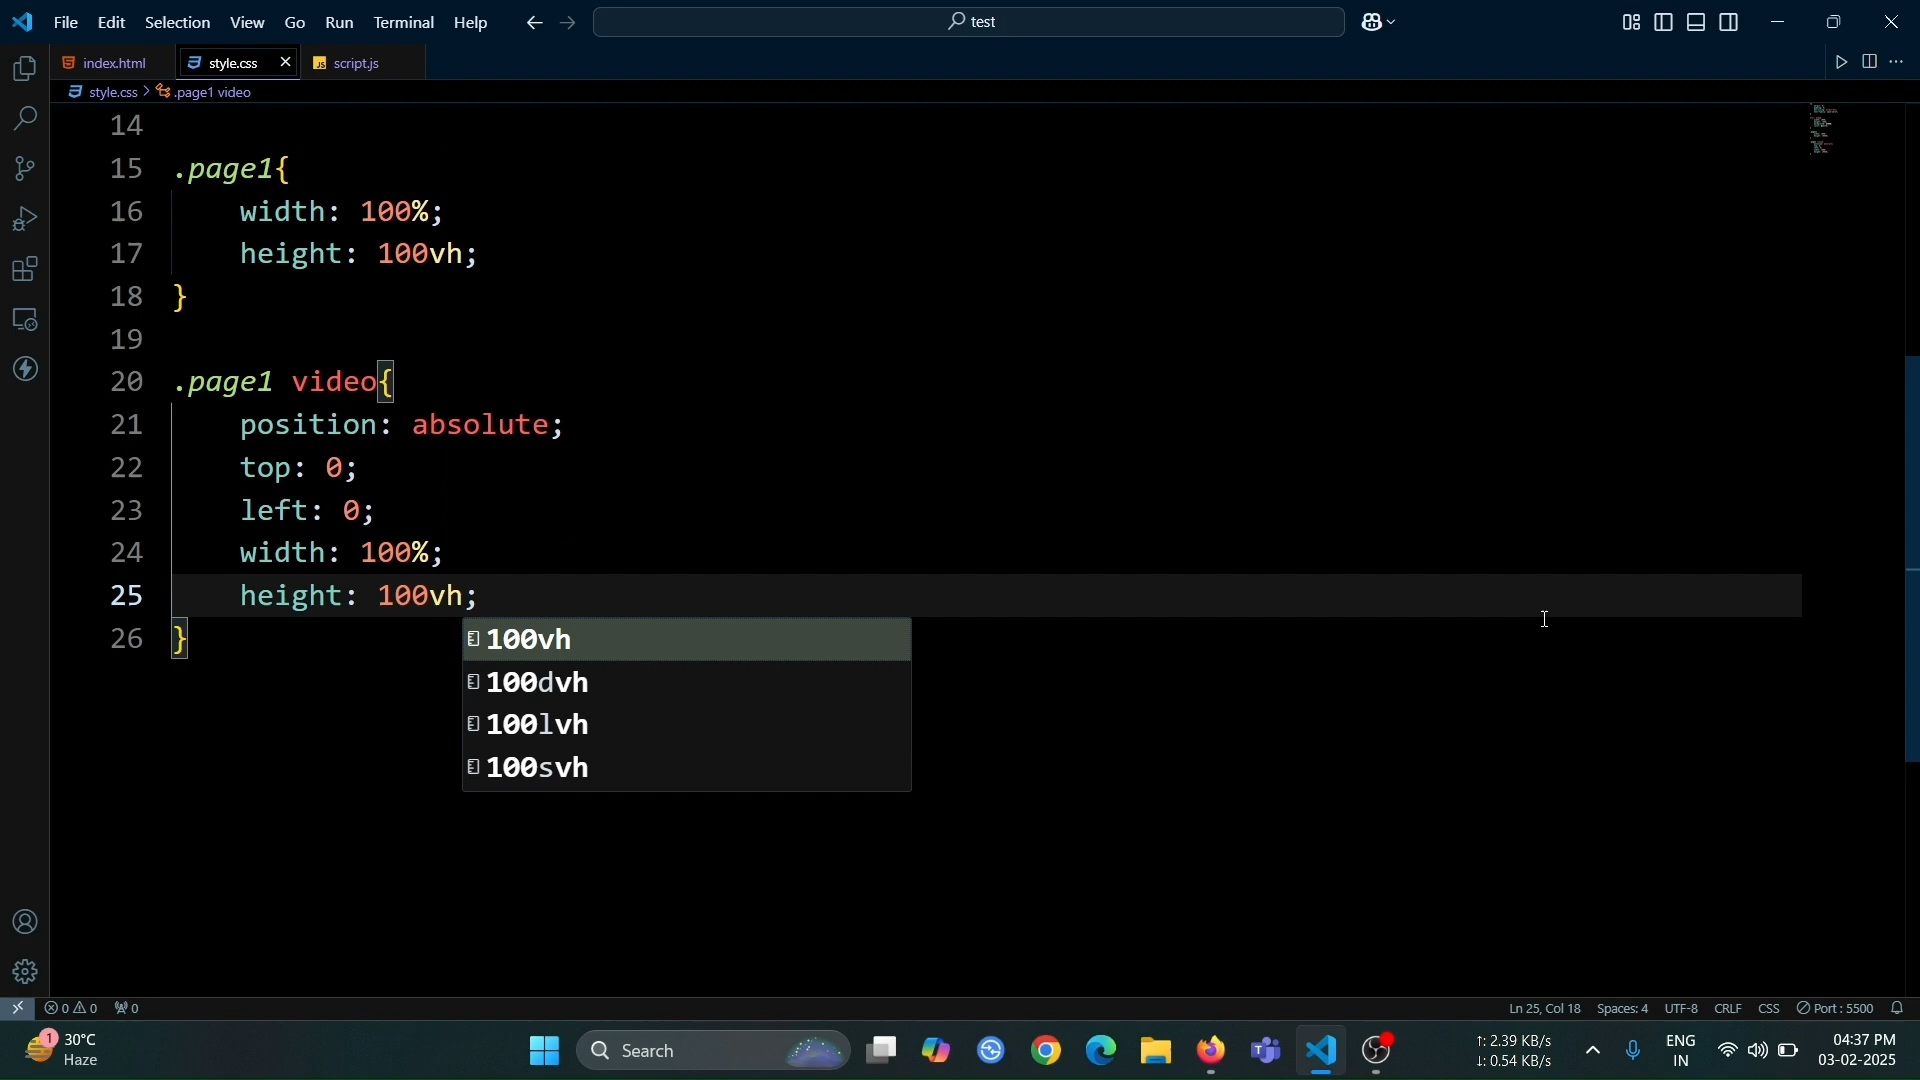 File Edit Selection View Go Run Terminal Help
test
index.html
style.css
JS script.js
style.css > .page1 video
14
15 .page1{
16 width: 100%;
17 height: 100vh;
18 }
19
20 .page1 video{
21 position: absolute;
22 top: 0;
23 left: 0;
24 width: 100%;
25 height: 100vh;
26 }
100vh
100dvh
100lvh
100svh
0 0 0
Ln 25, Col 18 Spaces: 4 UTF-8 CRLF CSS Port : 5500
1
30°C
Haze
Search
↑: 2.39 KB/s
↓: 0.54 KB/s
ENG
IN
04:37 PM
03-02-2025